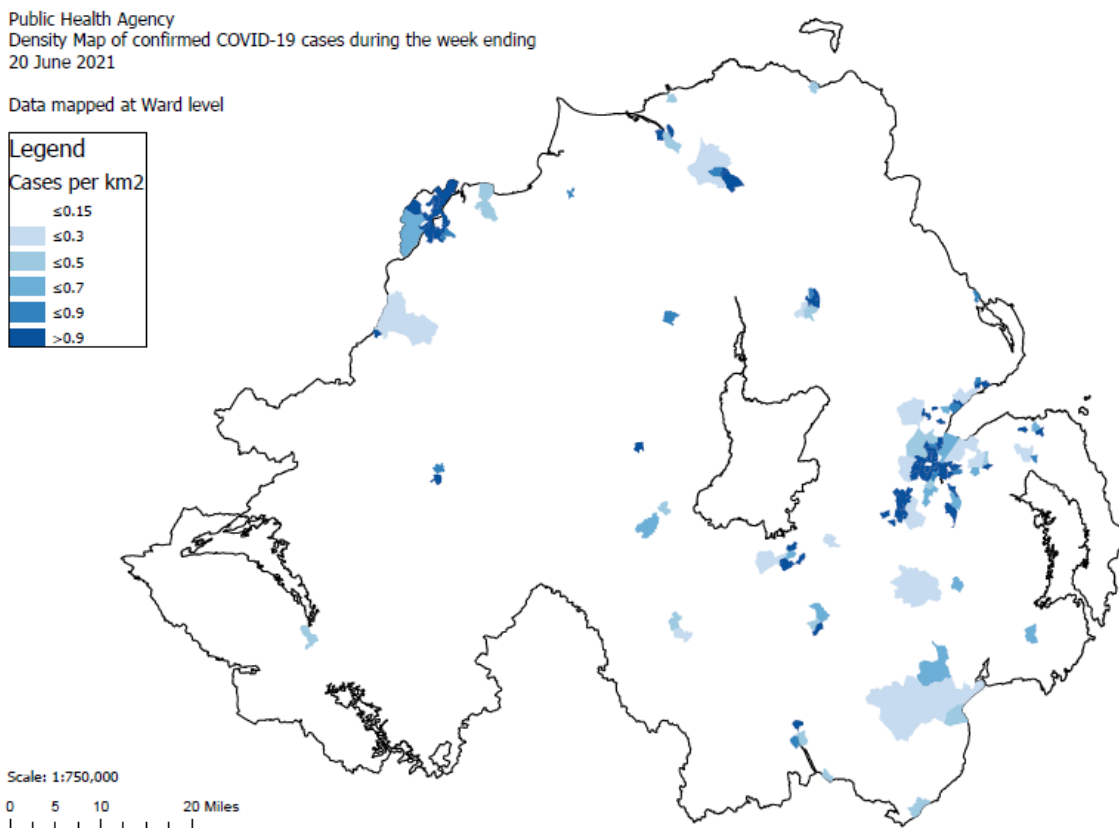 Public Health Agency
Density Map of confirmed COVID-19 cases during the week ending
20 June 2021
Data mapped at Ward level
Legend
Cases per km2
≤0.15
≤0.3
≤0.5
≤0.7
≤0.9
>0.9
Scale: 1:750,000
0 5 10 20 Miles